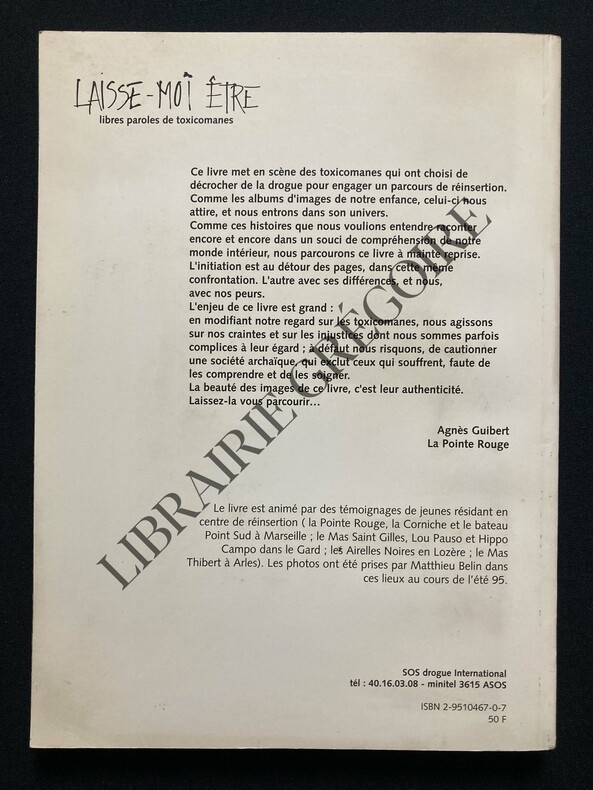 LAISSE-MOI ÊTRE
libres paroles de toxicomanes
Ce livre met en scène des toxicomanes qui ont choisi de
décrocher de la drogue pour engager un parcours de réinsertion.
Comme les albums d'images de notre enfance, celui-ci nous
attire, et nous entrons dans son univers.
Comme ces histoires que nous voulions entendre raconter
encore et encore dans un souci de compréhension de notre
monde intérieur, nous parcourons ce livre à mainte reprise.
L'initiation est au détour des pages, dans cette même
confrontation. L'autre avec ses différences, et nous,
avec nos peurs.
L'enjeu de ce livre est grand :
en modifiant notre regard sur les toxicomanes, nous agissons
sur nos craintes et sur les injustices dont nous sommes parfois
complices à leur égard ; à défaut nous risquons, de cautionner
une société archaïque, qui exclut ceux qui souffrent, faute de
les comprendre et de les soigner.
La beauté des images de ce livre, c'est leur authenticité.
Laissez-la vous parcourir...
Agnès Guibert
La Pointe Rouge
Le livre est animé par des témoignages de jeunes résidant en
centre de réinsertion ( la Pointe Rouge, la Corniche et le bateau
Point Sud à Marseille ; le Mas Saint Gilles, Lou Pauso et Hippo
Campo dans le Gard ; les Airelles Noires en Lozère ; le Mas
Thibert à Arles). Les photos ont été prises par Matthieu Belin dans
ces lieux au cours de l'été 95.
SOS drogue International
tél : 40.16.03.08 - minitel 3615 ASOS
ISBN 2-9510467-0-7
50 F
LIBRAIRIE GRÉGOIRE